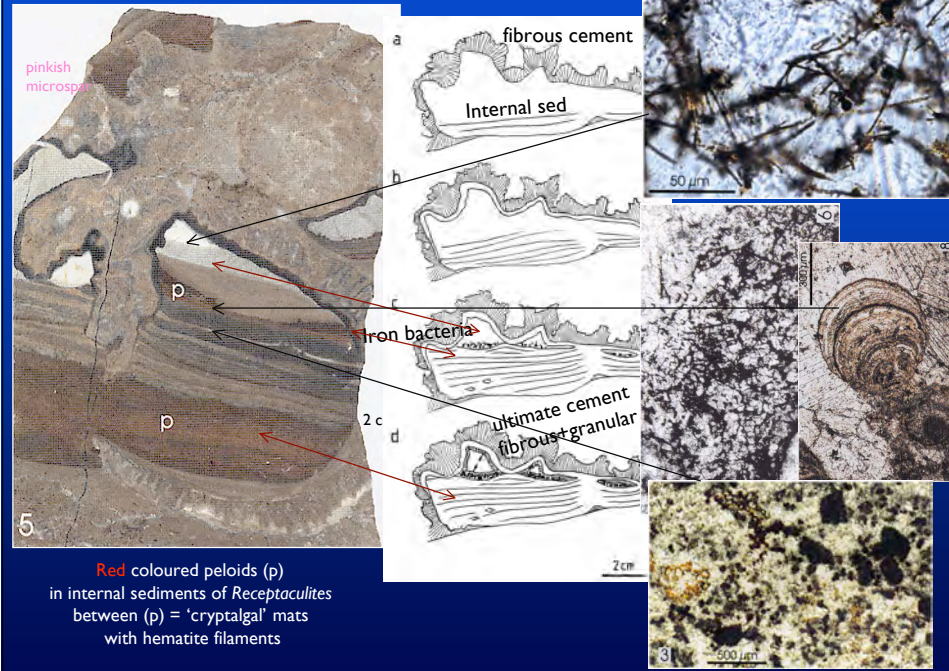 pinkish
microspar
p
p
5
2 c
a
fibrous cement
Internal sed
b
c
Iron bacteria
ultimate cement
fibrous+granular
d
2cm
50 µm
6
300 µm
8
3
500 µm
Red coloured peloids (p)
in internal sediments of Receptaculites
between (p) = ‘cryptalgal’ mats
with hematite filaments